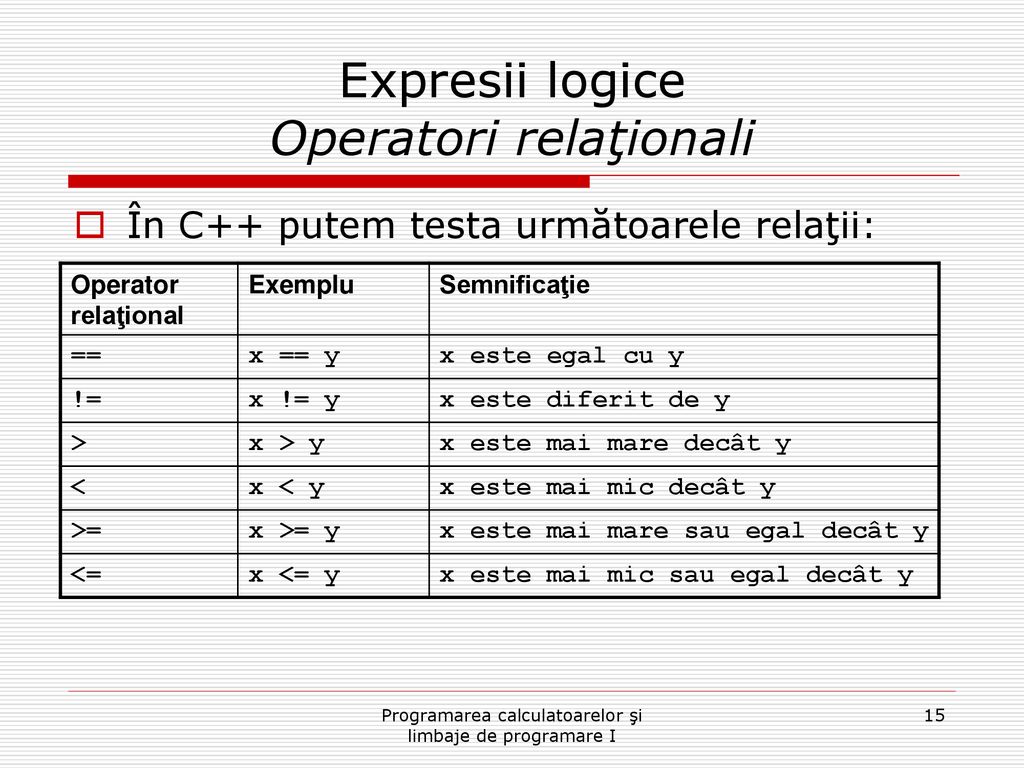 Expresii logice
Operatori relaţionali
În C++ putem testa următoarele relaţii:
Operator relaţional Exemplu Semnificaţie
== x == y x este egal cu y
!= x != y x este diferit de y
> x > y x este mai mare decât y
< x < y x este mai mic decât y
>= x >= y x este mai mare sau egal decât y
<= x <= y x este mai mic sau egal decât y
Programarea calculatoarelor şi
limbaje de programare I
15